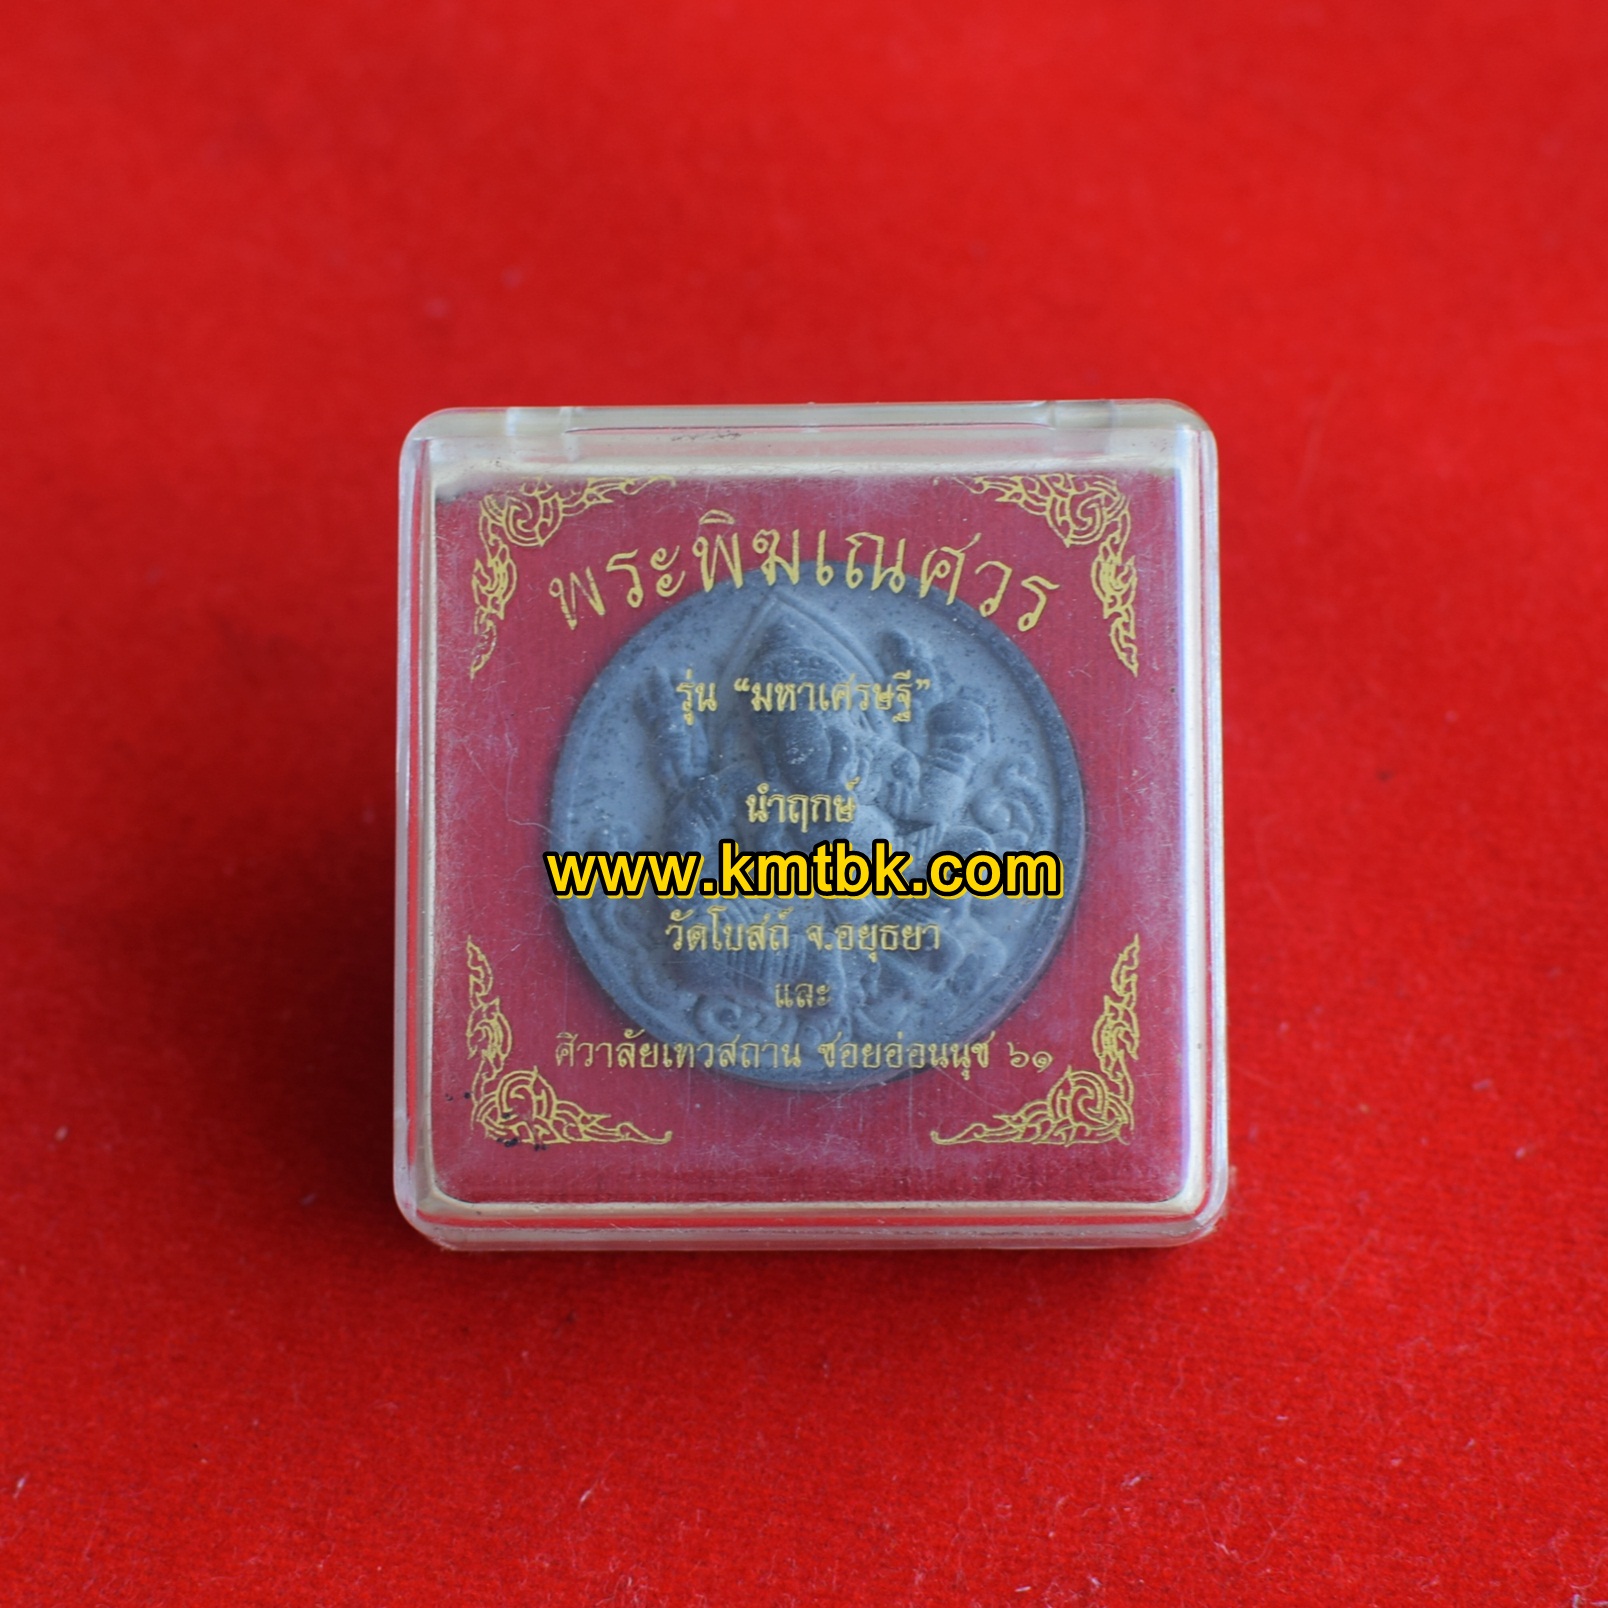 พระพิฆเณศวร
รุ่น “มหาเศรษฐี”
นำฤกษ์
www.kmtbk.com
วัดโบสถ์ จ.อยุธยา
และ
ศิวาลัยเทวสถาน ซอยอ่อนนุช ๖๑